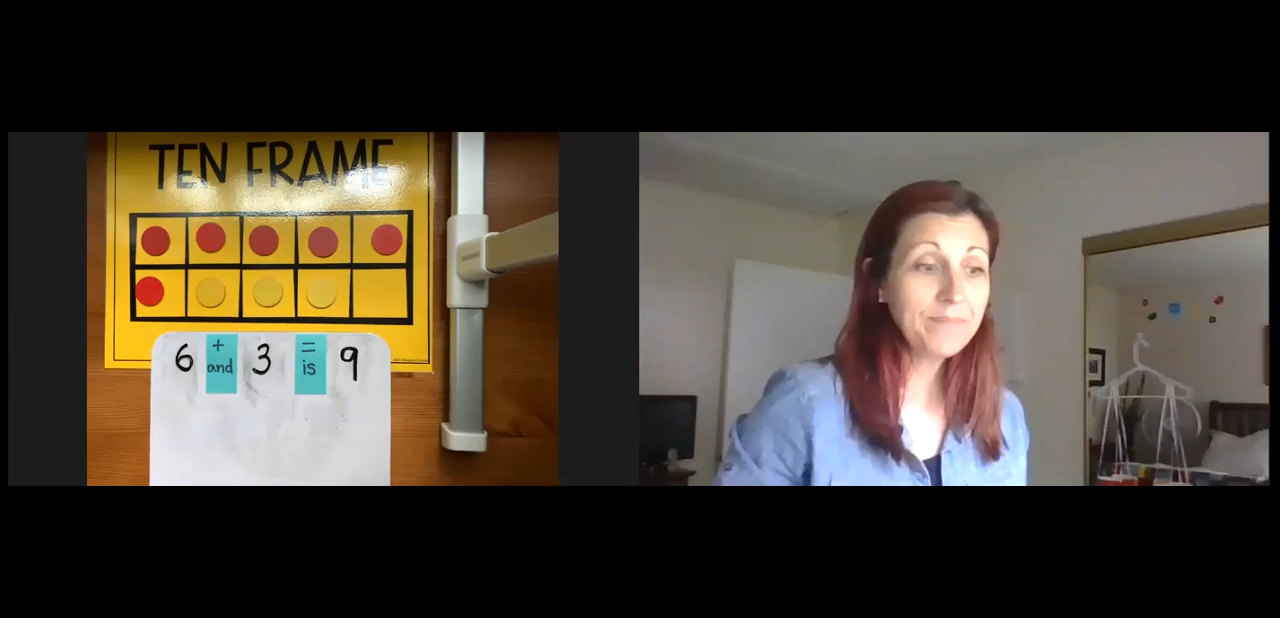 TEN FRAME
6 + and 3 = is 9